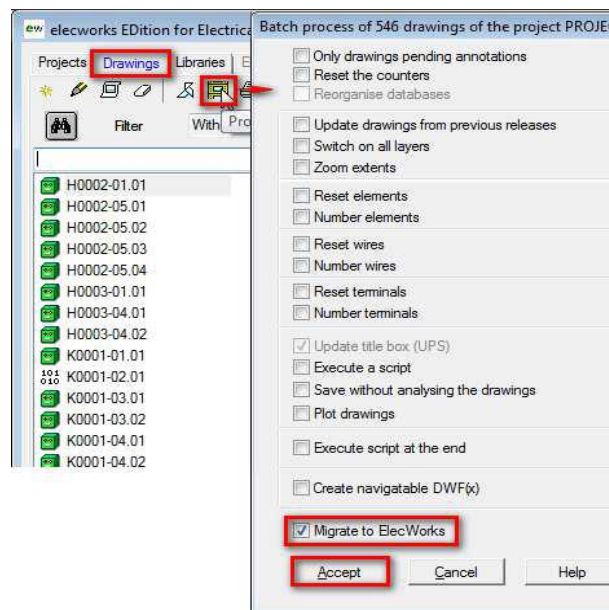 elecworks EDition for Electrica
Projects Drawings Libraries E
Filter With Pro
H0002-01.01
H0002-05.01
H0002-05.02
H0002-05.03
H0002-05.04
H0003-01.01
H0003-04.01
H0003-04.02
K0001-01.01
K0001-02.01
K0001-03.01
K0001-03.02
K0001-04.01
K0001-04.02
Batch process of 546 drawings of the project PROJE
Only drawings pending annotations
Reset the counters
Reorganise databases
Update drawings from previous releases
Switch on all layers
Zoom extents
Reset elements
Number elements
Reset wires
Number wires
Reset terminals
Number terminals
Update title box (UPS)
Execute a script
Save without analysing the drawings
Plot drawings
Execute script at the end
Create navigatable DWF(x)
Migrate to ElecWorks
Accept Cancel Help